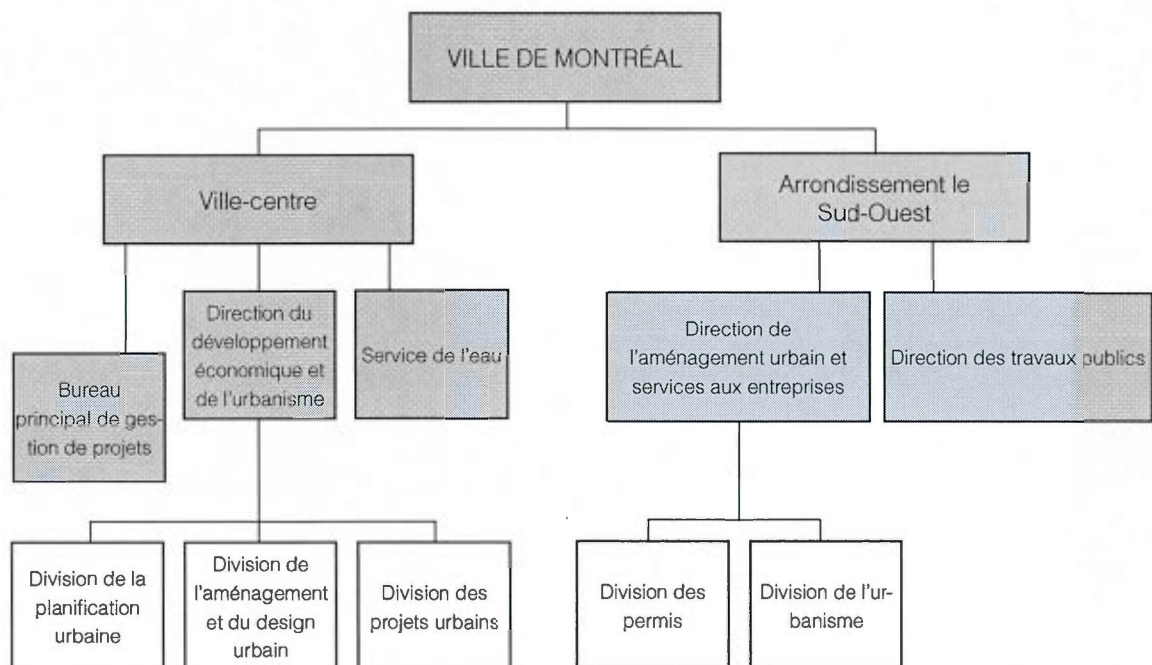 VILLE DE MONTRÉAL
Ville-centre
Arrondissement le
Sud-Ouest
Bureau
principal de ges-
tion de projets
Direction du
développement
économique et
de l'urbanisme
Service de l'eau
Direction de
l'aménagement urbain et
services aux entreprises
Direction des travaux publics
Division de la
planification
urbaine
Division de
l'aménagement
et du design
urbain
Division des
projets urbains
Division des
permis
Division de l'ur-
banisme